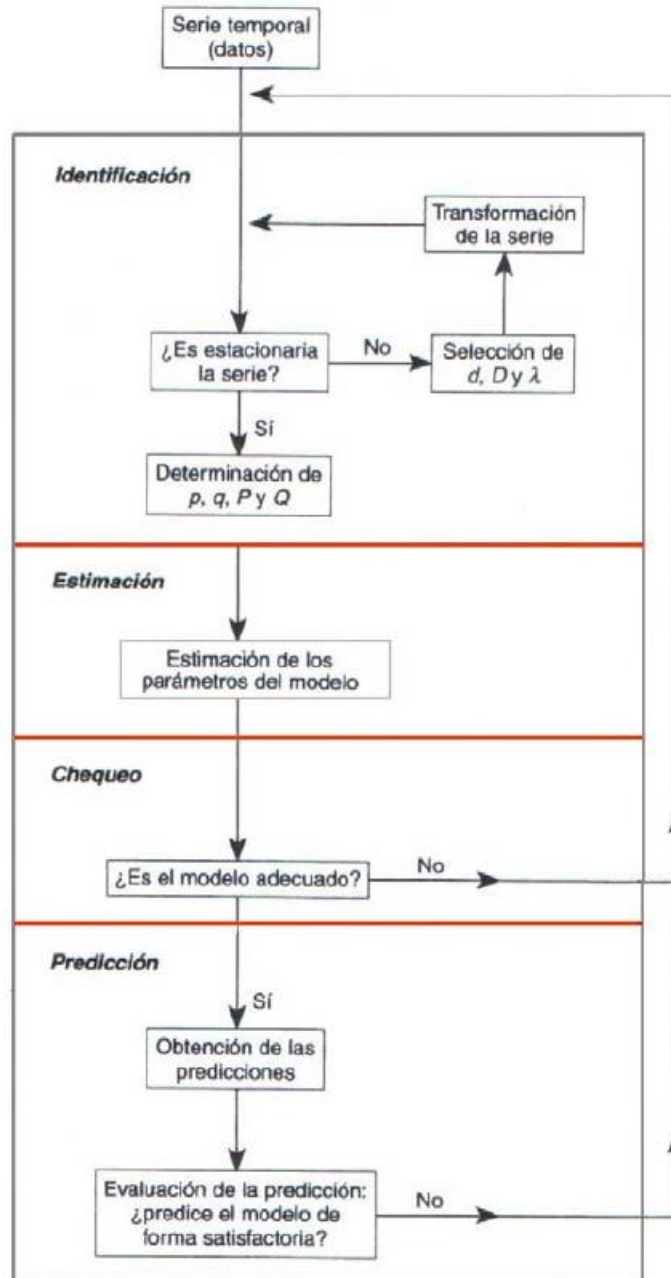 Serie temporal
(datos)
Identificación
Transformación
de la serie
¿Es estacionaria
la serie?
No
Selección de
d, D y λ
Sí
Determinación de
p, q, P y Q
Estimación
Estimación de los
parámetros del modelo
Chequeo
¿Es el modelo adecuado?
No
Predicción
Sí
Obtención de las
predicciones
Evaluación de la predicción:
¿predice el modelo de
forma satisfactoria?
No